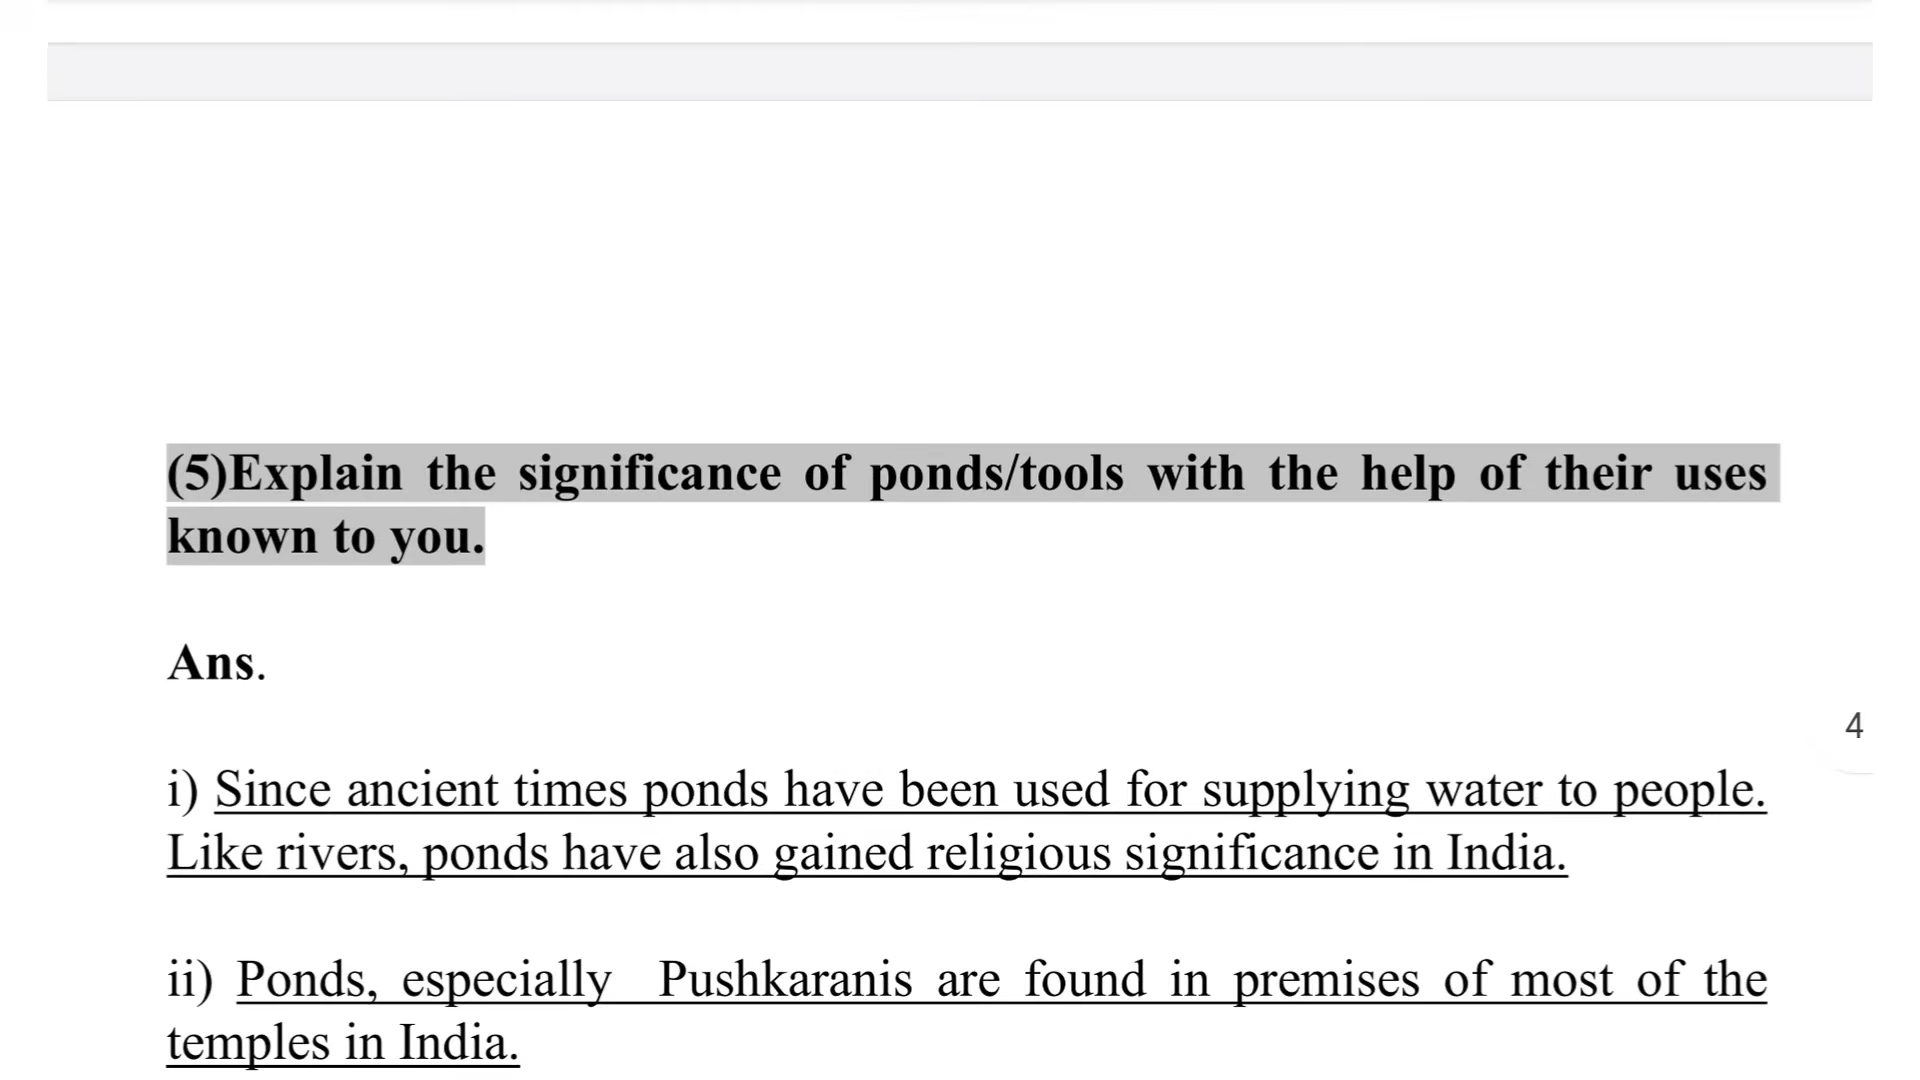 (5)Explain the significance of ponds/tools with the help of their uses
known to you.
Ans.
4
i) Since ancient times ponds have been used for supplying water to people.
Like rivers, ponds have also gained religious significance in India.
ii) Ponds, especially Pushkaranis are found in premises of most of the
temples in India.